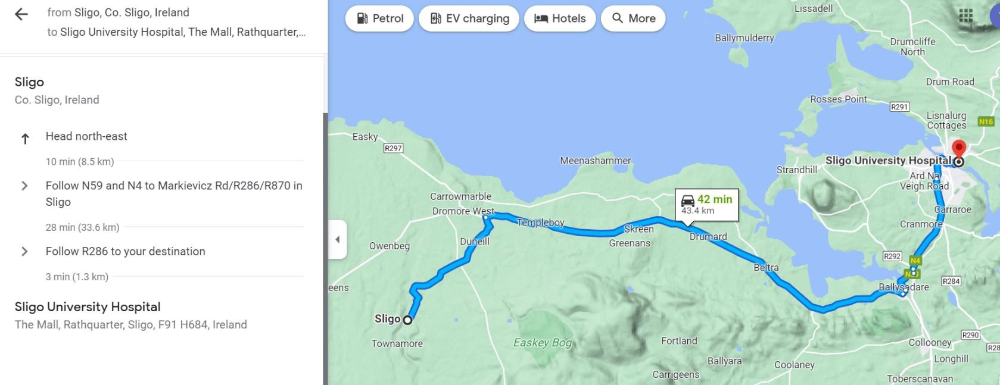 from Sligo, Co. Sligo, Ireland
to Sligo University Hospital, The Mall, Rathquarter,...
Sligo
Co. Sligo, Ireland
Head north-east
10 min (8.5 km)
Follow N59 and N4 to Markievicz Rd/R286/R870 in
Sligo
28 min (33.6 km)
Follow R286 to your destination
3 min (1.3 km)
Sligo University Hospital
The Mall, Rathquarter, Sligo, F91 H684, Ireland
Petrol
EV charging
Hotels
More
Lissadell
Ballymulderry
Drumcliffe
North
Drum Road
Rosses Point
R291
Lisnalurg
Cottages
N16
Easky
R297
Meenashammer
Sligo University Hospital
Strandhill
Ard Na
Veigh Road
Carrowmarble
42 min
43.4 km
Dromore West
Carraroe
Templeboy
Skreen
Cranmore
Drumard
Duneill
Greenans
Owenbeg
R292
N4
Beltra
R284
eens
Ballysadare
Sligo
Townamore
Easkey Bog
Fortland
R290
Collooney
R28
Ballyara
Longhill
Coolaney
Carrigeens
Toberscanavan